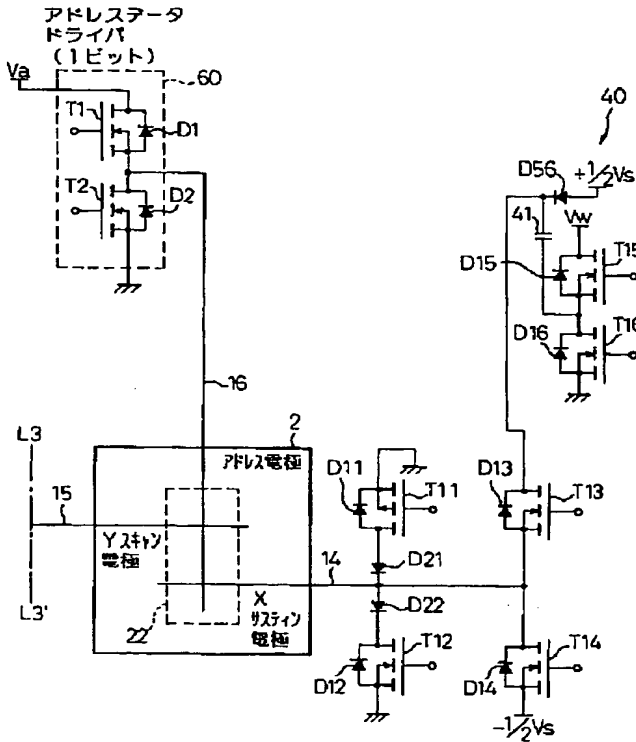 アドレステータ
ドライバ
(1ビット)
Va
60
T1
D1
T2
D2
40
D56
+1/2Vs
41
Vw
D15
T15
D16
T16
16
L3
2
アドレス電極
15
D11
T11
D13
T13
Yスキャン
電極
14
D21
L3'
22
X
サスティン
電極
D22
D12
T12
D14
T14
-1/2Vs